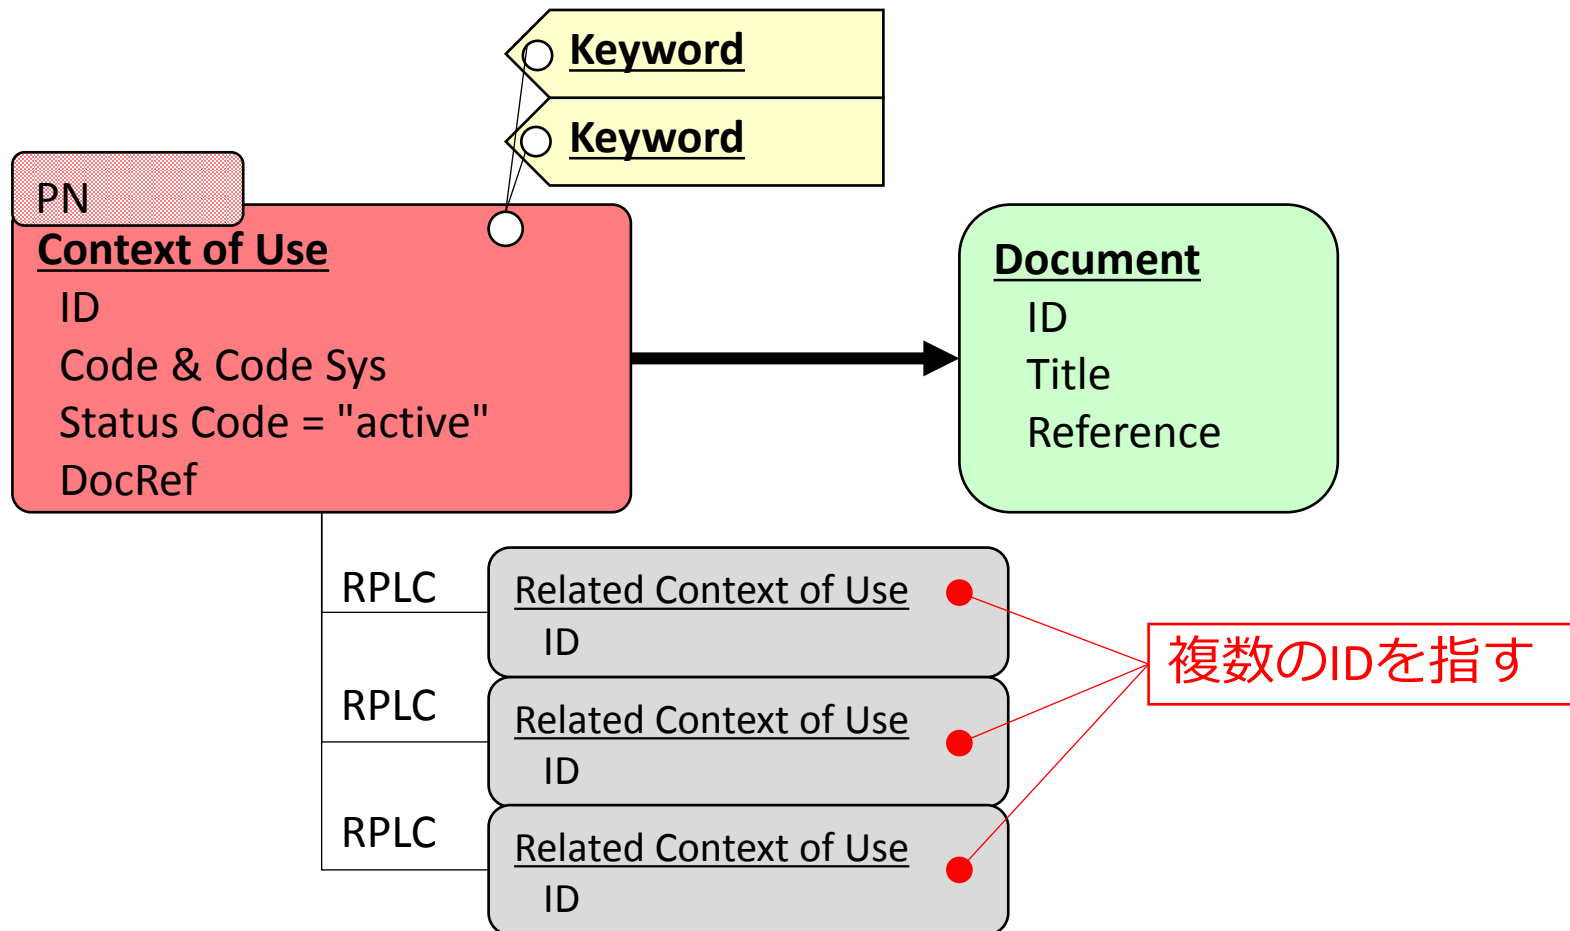 Keyword
Keyword
PN
Context of Use
ID
Code & Code Sys
Status Code = "active"
DocRef
Document
ID
Title
Reference
RPLC
Related Context of Use
ID
RPLC
Related Context of Use
ID
RPLC
Related Context of Use
ID
複数のIDを指す